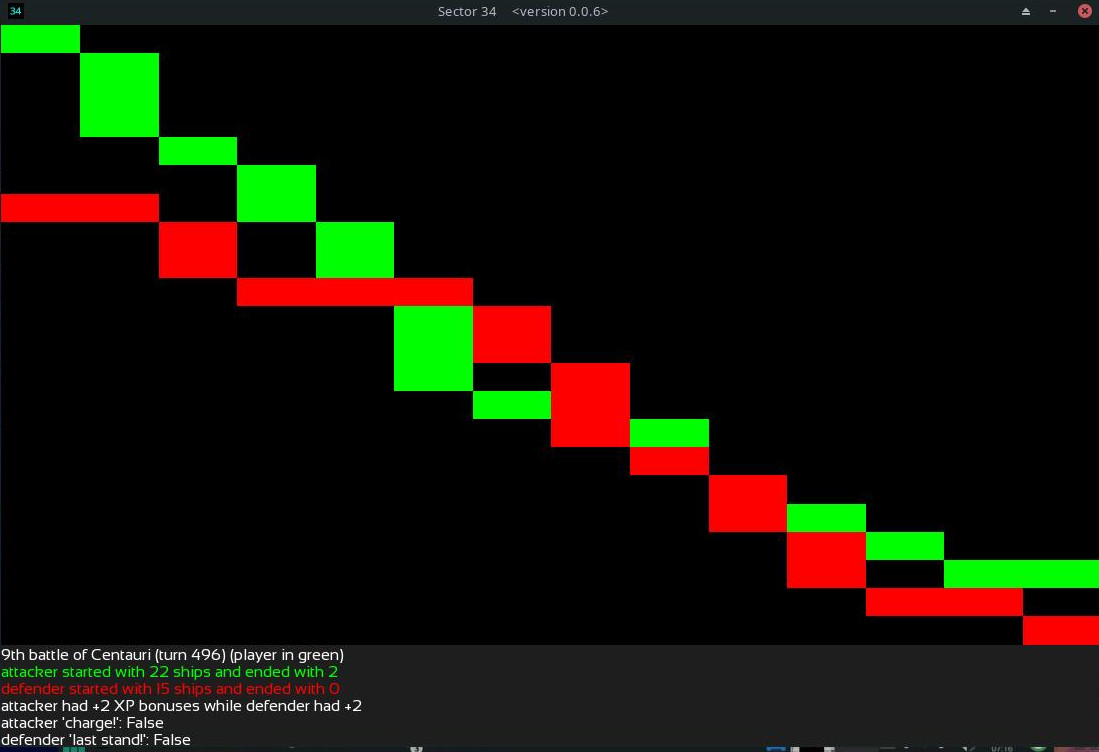 34
Sector 34 <version 0.0.6>
9th battle of Centauri (turn 496) (player in green)
attacker started with 22 ships and ended with 2
defender started with 15 ships and ended with 0
attacker had +2 XP bonuses while defender had +2
attacker 'charge!': False
defender 'last stand!': False